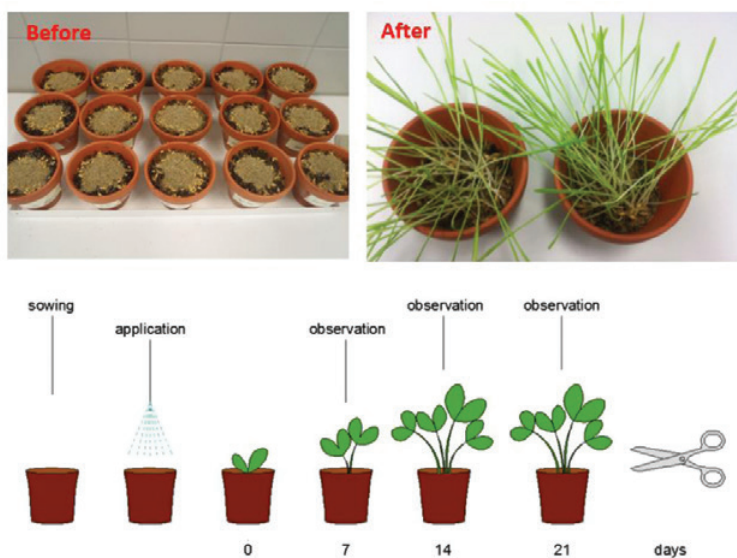 Before
After
sowing
application
observation
observation
observation
0
7
14
21
days